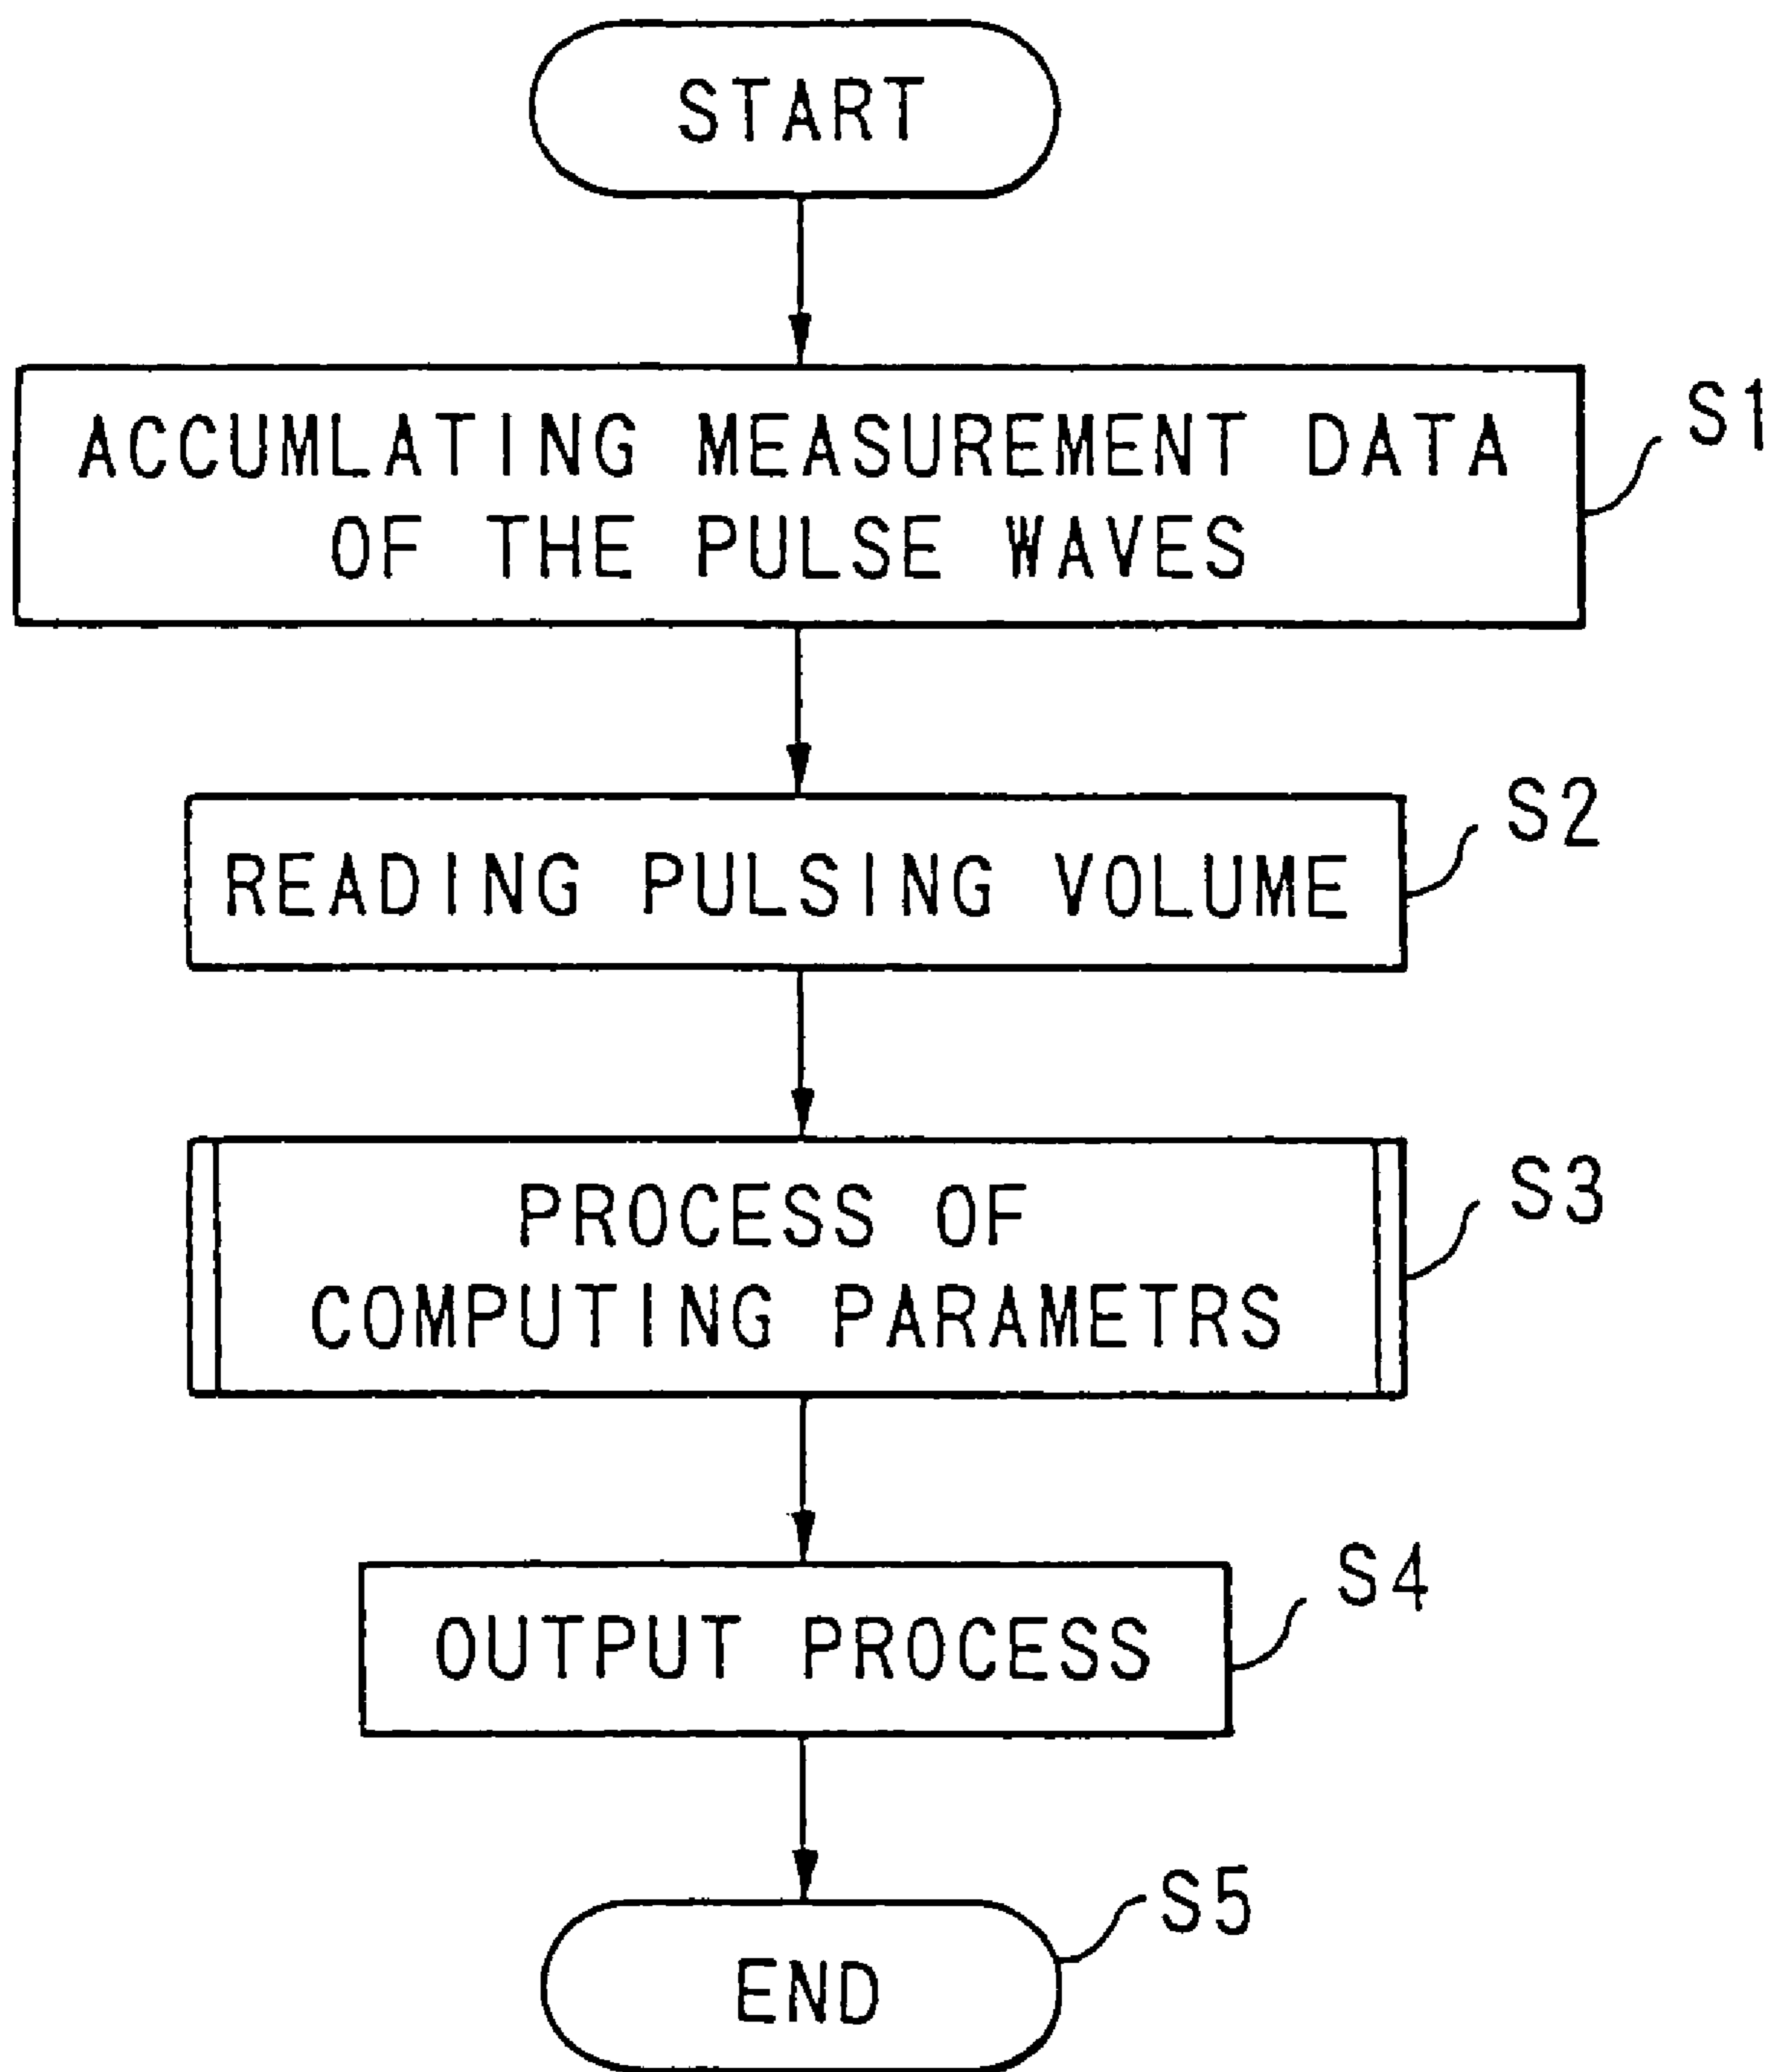 START
ACCUMLATING MEASUREMENT DATA
OF THE PULSE WAVES
S1
READING PULSING VOLUME
S2
PROCESS OF
COMPUTING PARAMETRS
S3
OUTPUT PROCESS
S4
END
S5